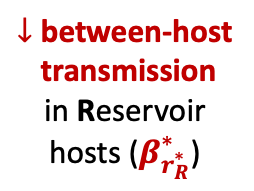 ↓ between-host
transmission
in Reservoir
hosts (β*r*R)